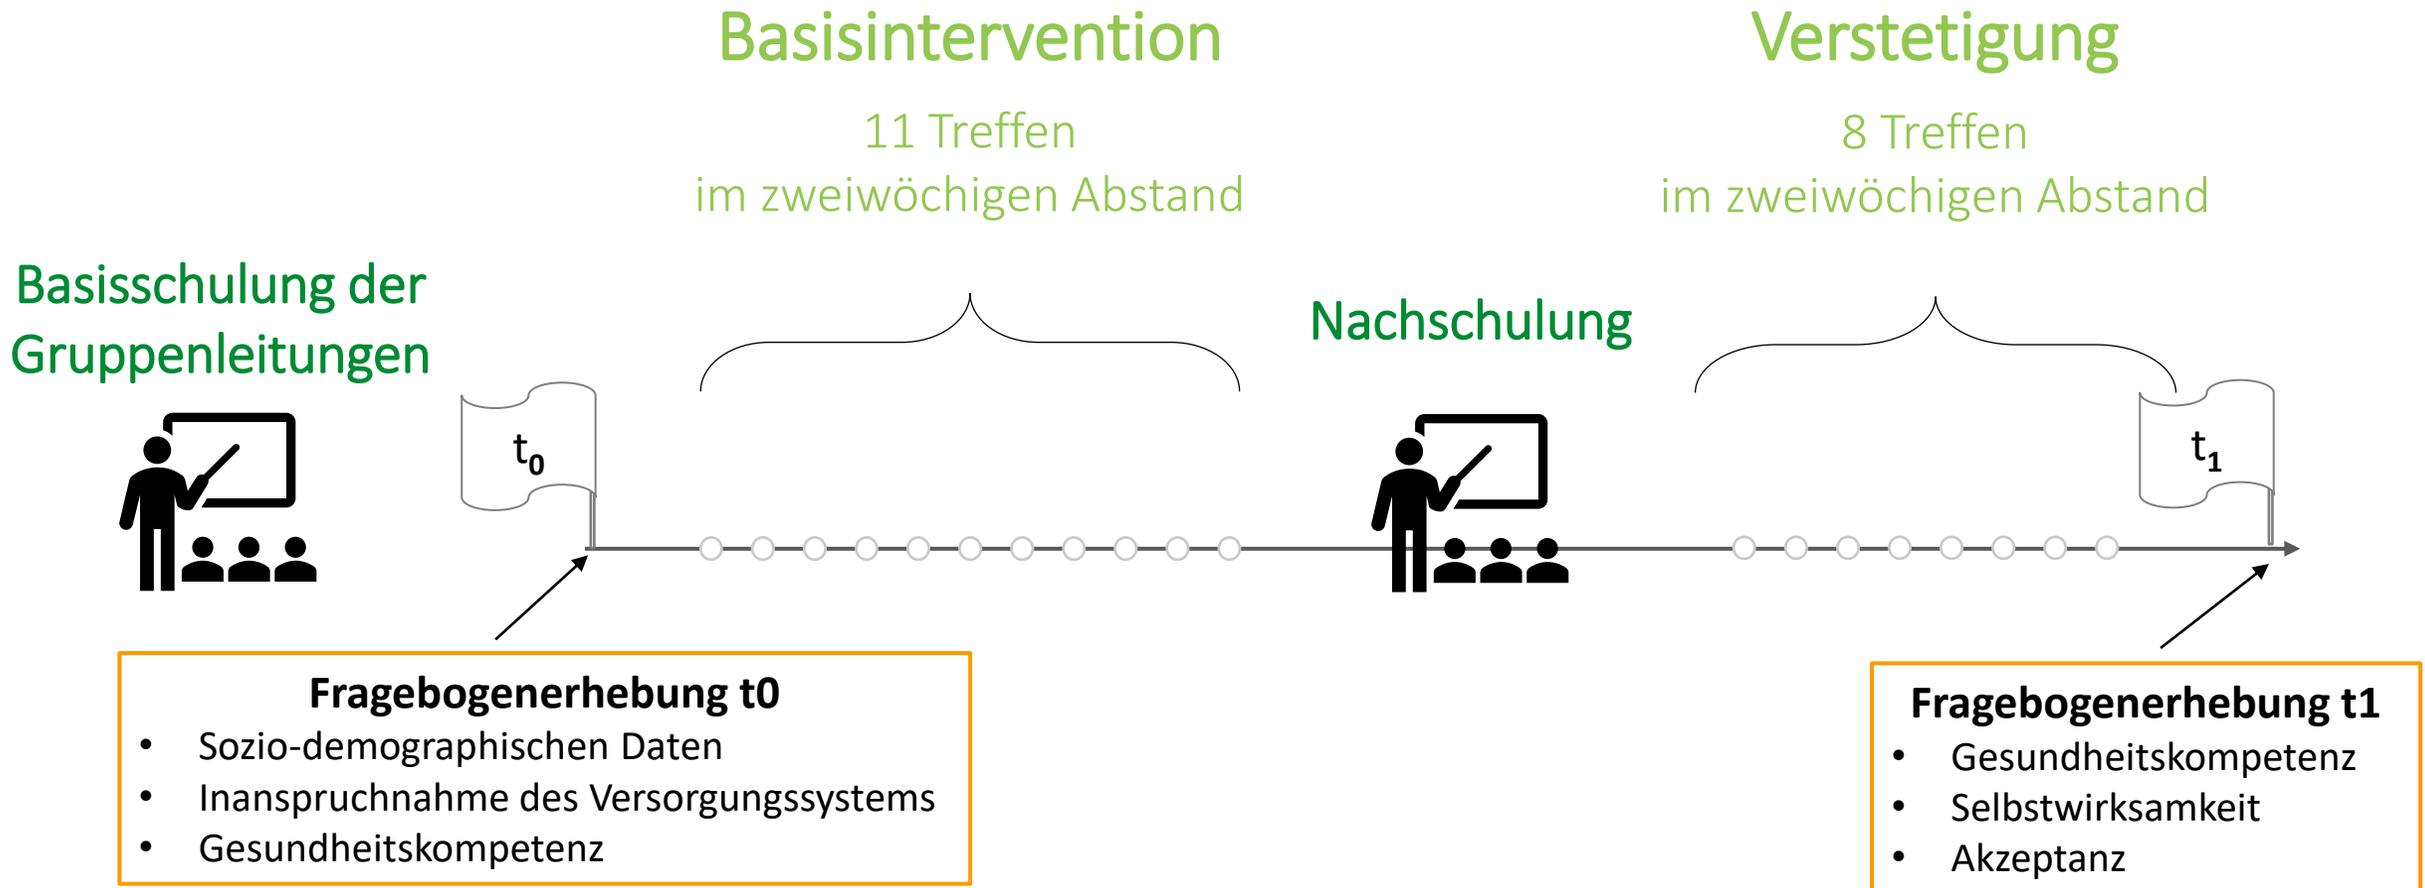 Basisintervention
11 Treffen
im zweiwöchigen Abstand
Verstetigung
8 Treffen
im zweiwöchigen Abstand
Basisschulung der
Gruppenleitungen
Nachschulung
t0
t1
Fragebogenerhebung t0
• Sozio-demographischen Daten
• Inanspruchnahme des Versorgungssystems
• Gesundheitskompetenz
Fragebogenerhebung t1
• Gesundheitskompetenz
• Selbstwirksamkeit
• Akzeptanz